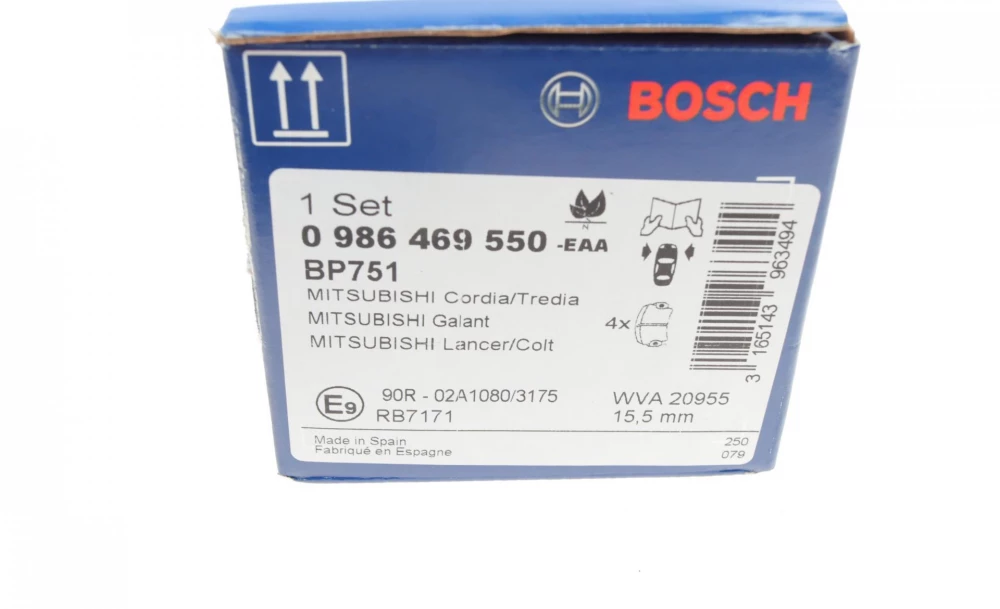 BOSCH
1 Set
0 986 469 550 -EAA
BP751
MITSUBISHI Cordia/Tredia
MITSUBISHI Galant
MITSUBISHI Lancer/Colt
4x
3 165143 963494
N
E9
90R - 02A1080/3175
RB7171
WVA 20955
15,5 mm
Made in Spain
Fabriqué en Espagne
250
079